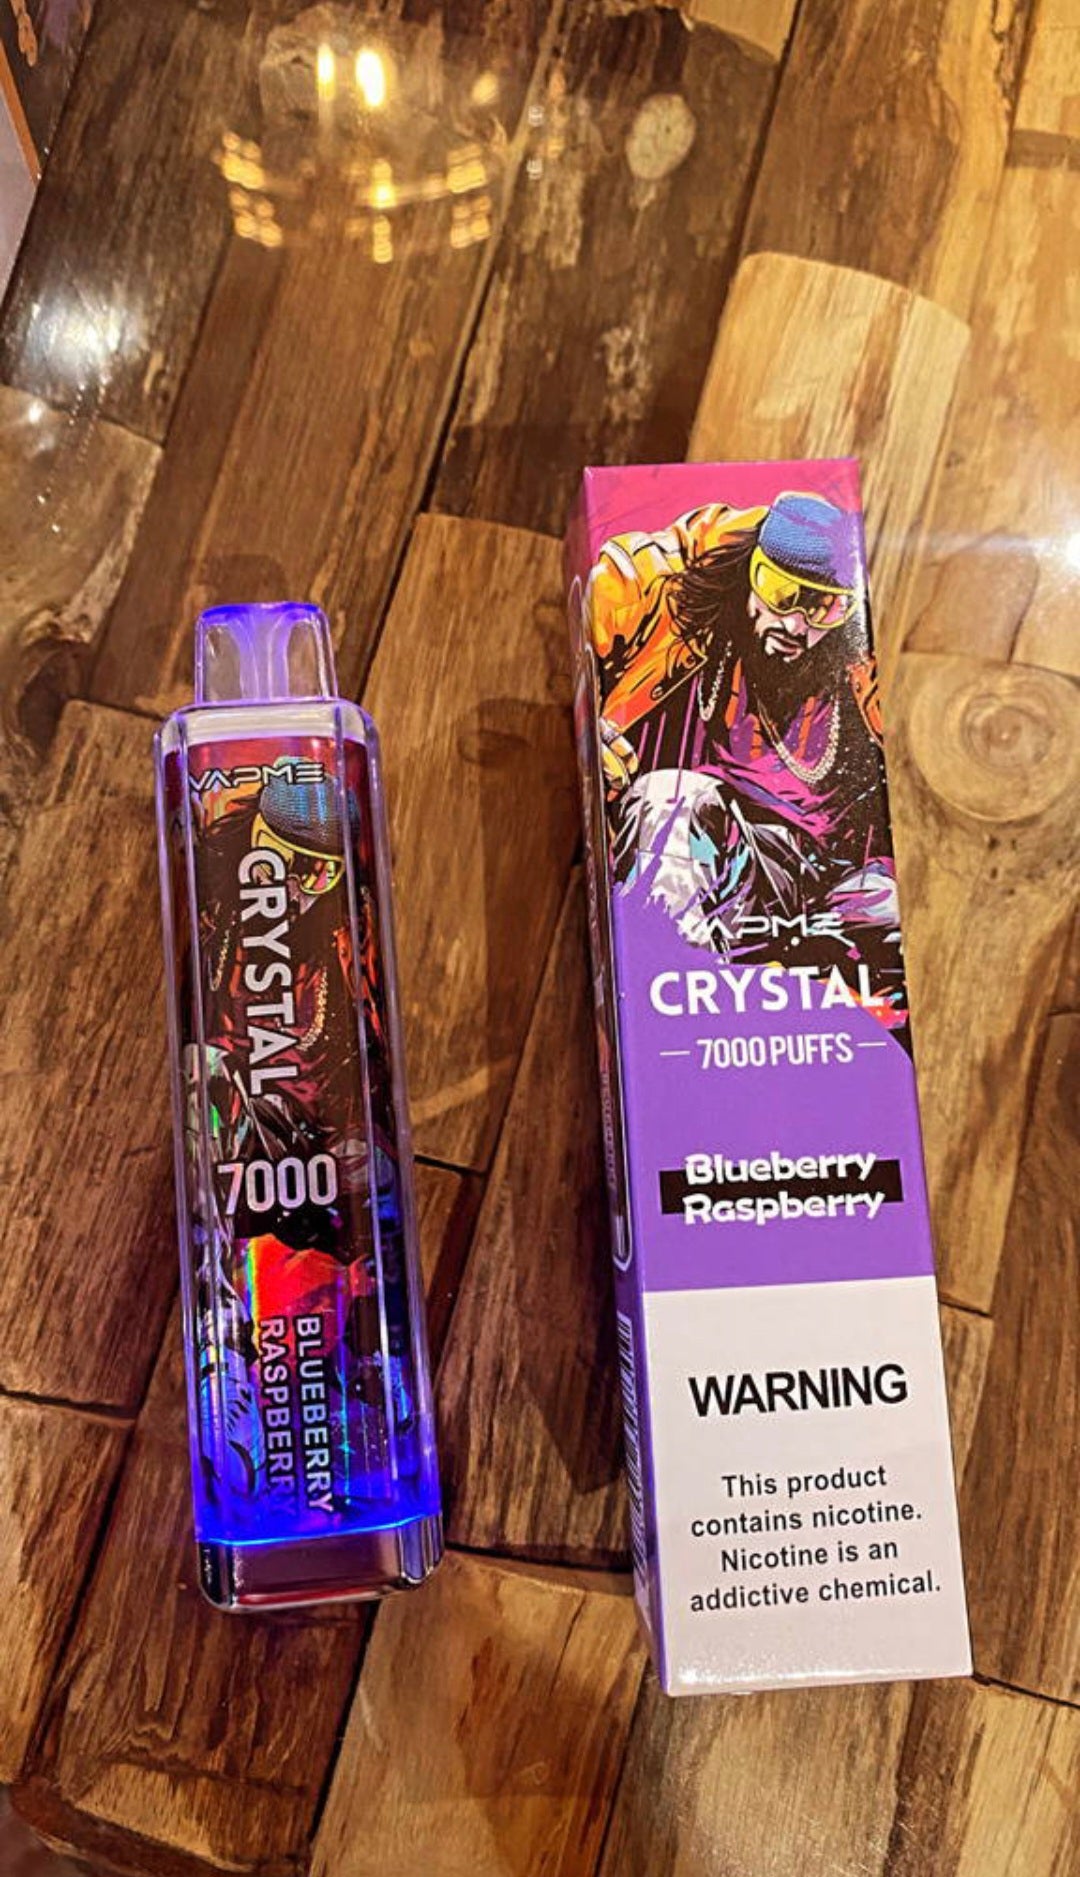 VAPME
CRYSTAL
7000
BLUEBERRY
RASPBERRY
VAPME
CRYSTAL
7000 PUFFS
Blueberry
Raspberry
WARNING
This product
contains nicotine.
Nicotine is an
addictive chemical.